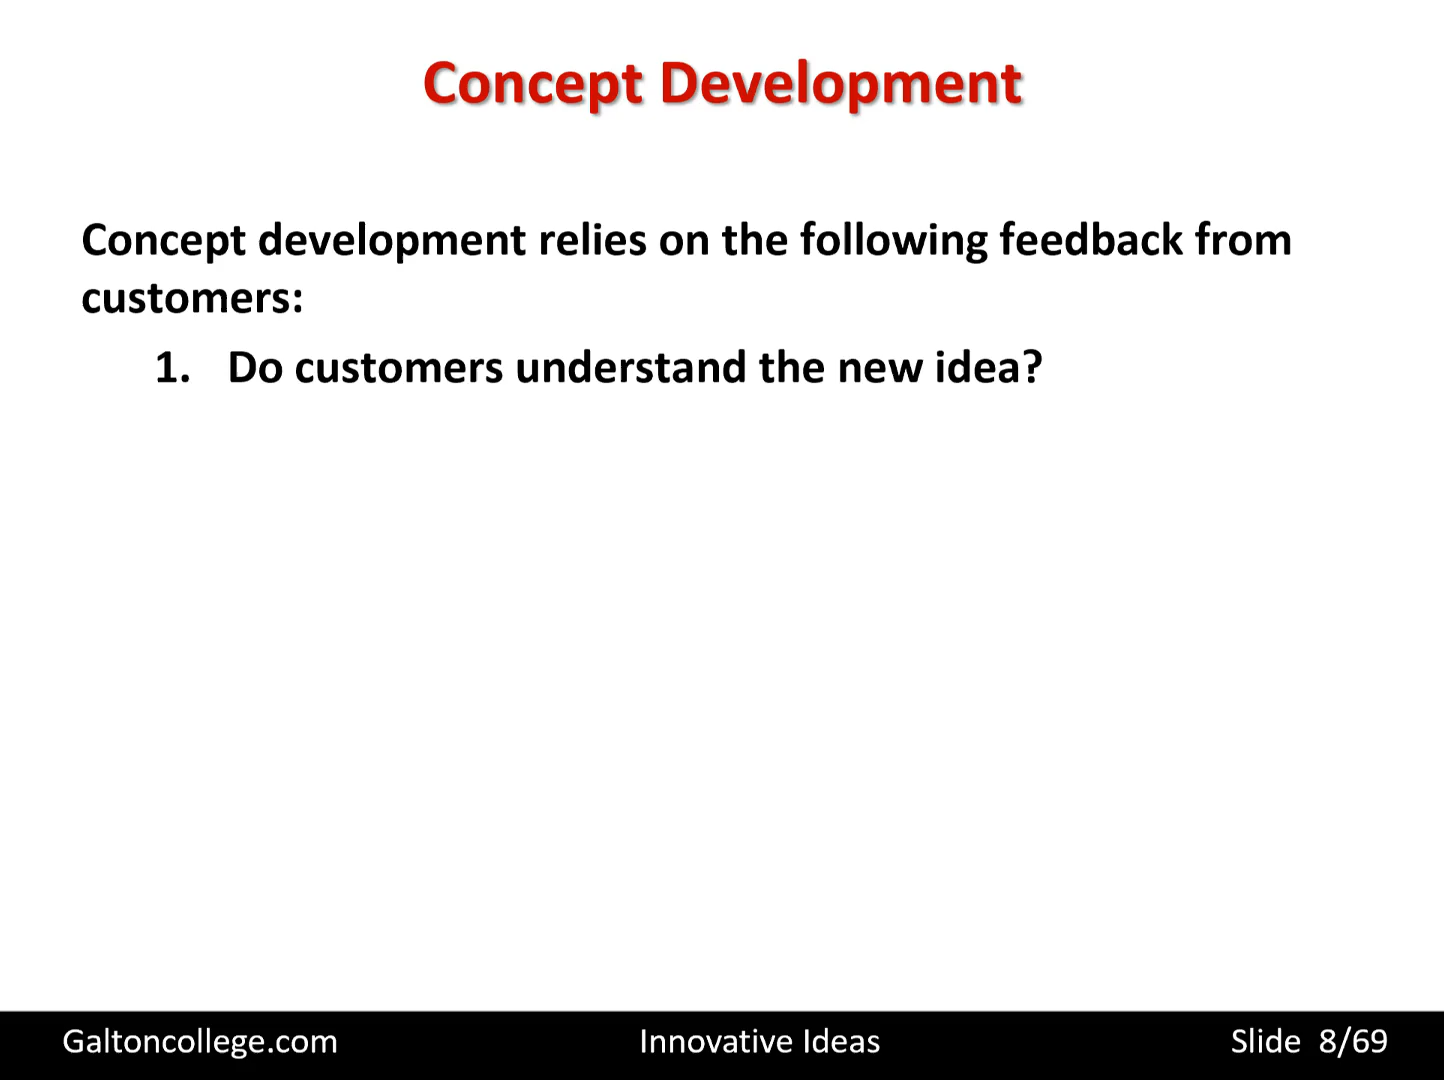 Concept Development
Concept development relies on the following feedback from
customers:
1. Do customers understand the new idea?
Galtoncollege.com Innovative Ideas Slide 8/69